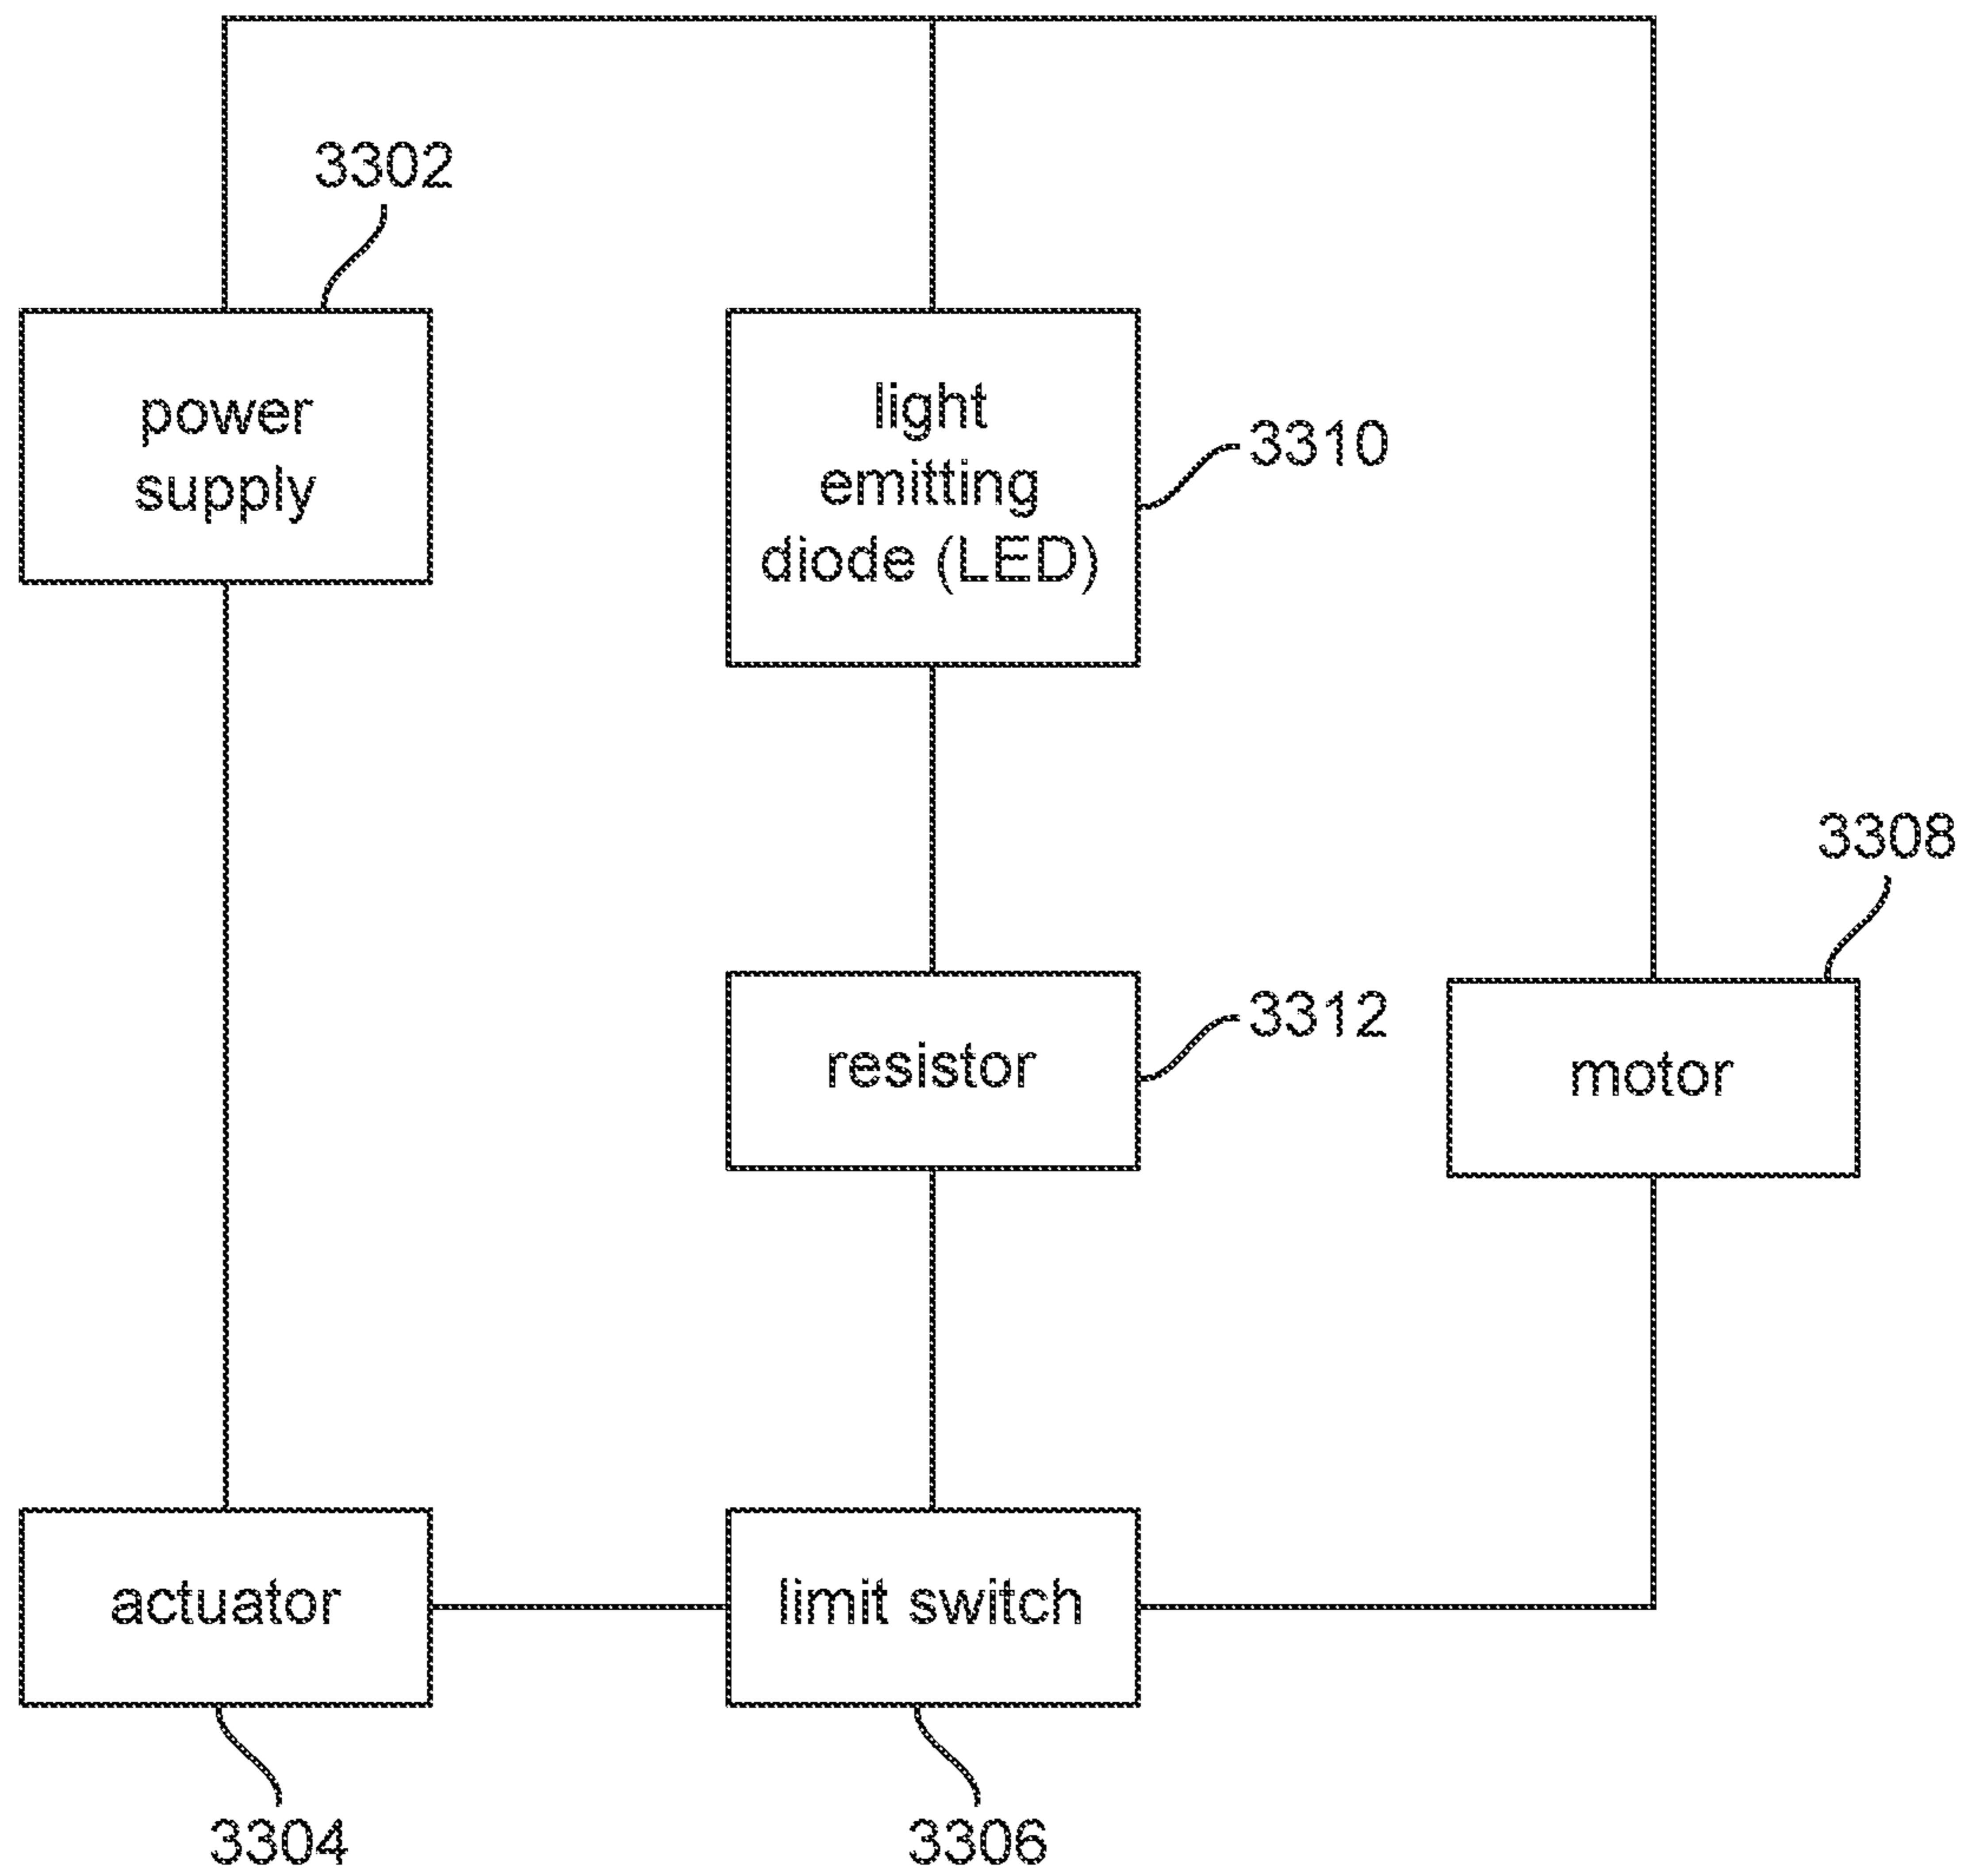 3302
power
supply
light
emitting
diode (LED)
3310
3308
resistor
3312
motor
actuator
limit switch
3304
3306